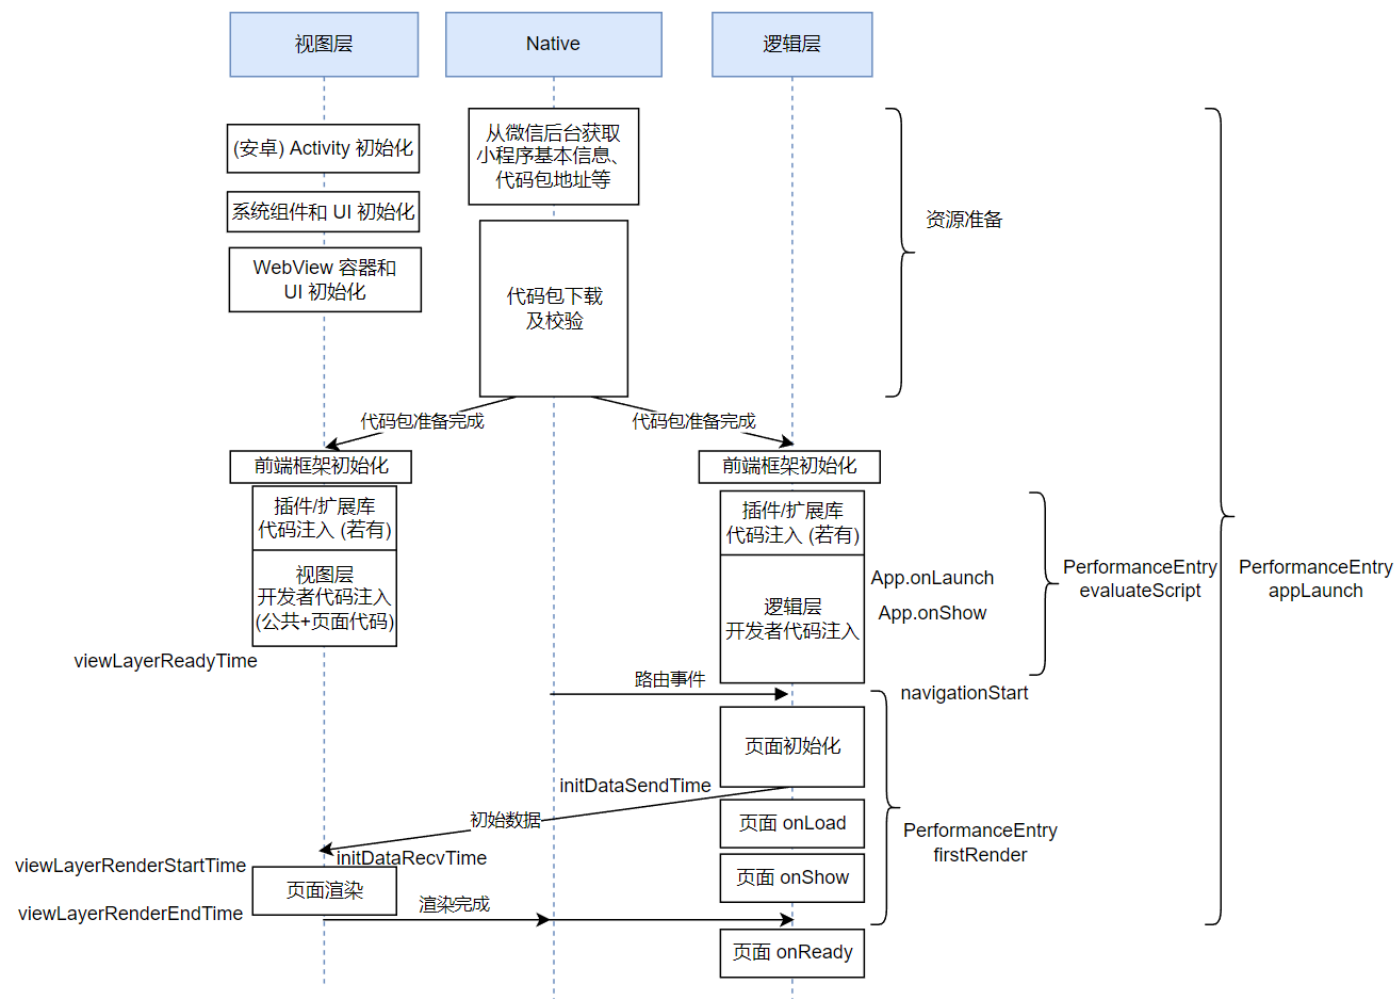 视图层
Native
逻辑层
(安卓) Activity 初始化
系统组件和 UI 初始化
WebView 容器和
UI 初始化
从微信后台获取
小程序基本信息、
代码包地址等
代码包下载
及校验
资源准备
代码包准备完成
代码包准备完成
前端框架初始化
前端框架初始化
插件/扩展库
代码注入 (若有)
视图层
开发者代码注入
(公共+页面代码)
插件/扩展库
代码注入 (若有)
逻辑层
开发者代码注入
App.onLaunch
App.onShow
PerformanceEntry
evaluateScript
PerformanceEntry
appLaunch
viewLayerReadyTime
路由事件
navigationStart
页面初始化
initDataSendTime
初始数据
页面 onLoad
PerformanceEntry
firstRender
initDataRecvTime
viewLayerRenderStartTime
页面渲染
页面 onShow
viewLayerRenderEndTime
渲染完成
页面 onReady